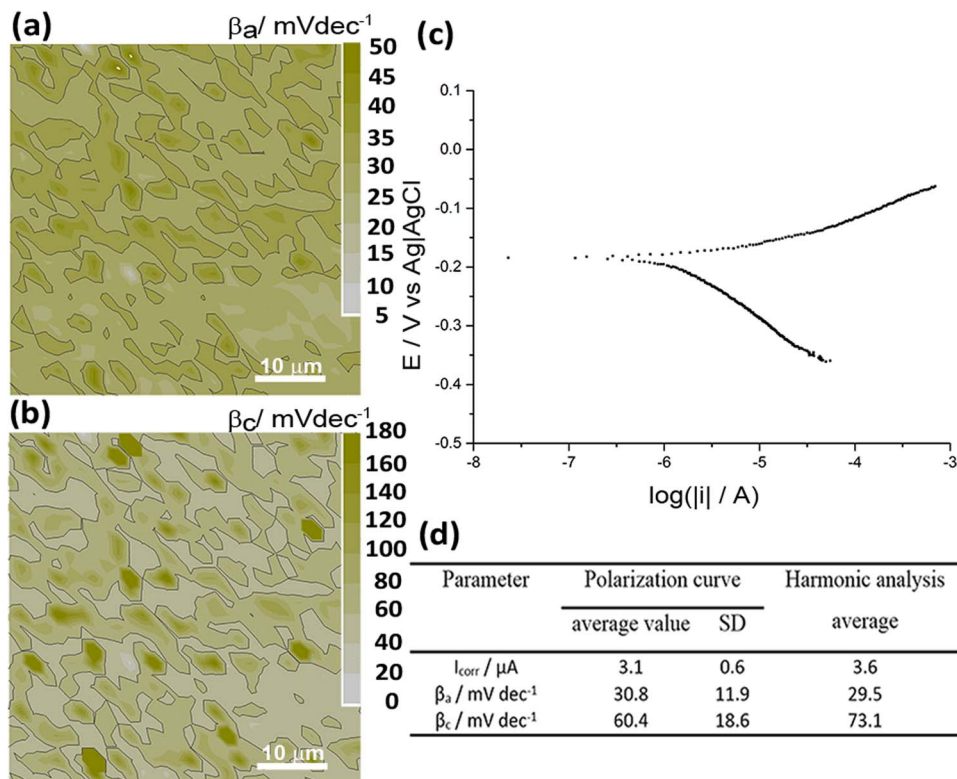 (a)
βa/ mVdec⁻¹
50
45
40
35
30
25
20
15
10
5
10 μm
(b)
βc/ mVdec⁻¹
180
160
140
120
100
80
60
40
20
0
10 μm
(c)
E / V vs Ag|AgCl
0.1
0.0
-0.1
-0.2
-0.3
-0.4
-0.5
-8
-7
-6
-5
-4
-3
log(|i| / A)
(d)
Parameter Polarization curve Harmonic analysis
average value SD average
Icorr / μA 3.1 0.6 3.6
βa / mV dec⁻¹ 30.8 11.9 29.5
βc / mV dec⁻¹ 60.4 18.6 73.1